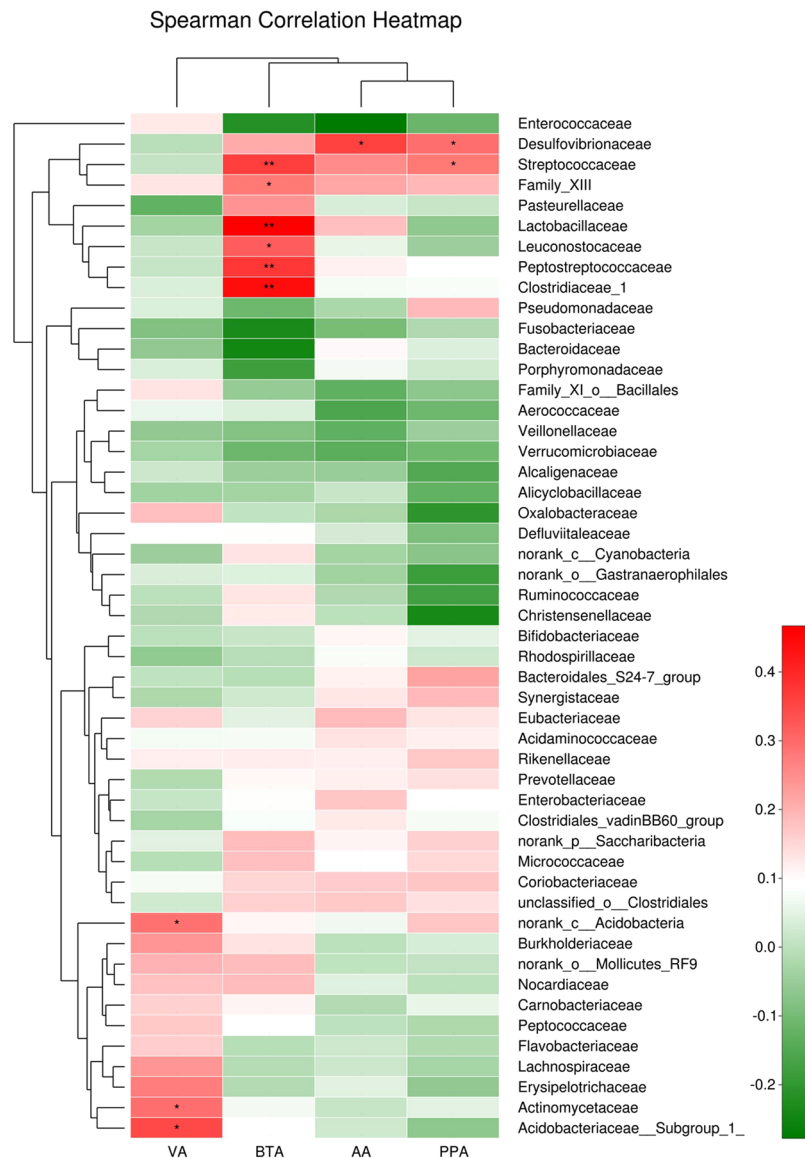 Spearman Correlation Heatmap
Enterococcaceae
Desulfovibrionaceae
* *
Streptococcaceae
** *
Family_XIII
*
Pasteurellaceae
Lactobacillaceae
**
Leuconostocaceae
*
Peptostreptococcaceae
**
Clostridiaceae_1
**
Pseudomonadaceae
Fusobacteriaceae
Bacteroidaceae
Porphyromonadaceae
Family_XI_o__Bacillales
Aerococcaceae
Veillonellaceae
Verrucomicrobiaceae
Alcaligenaceae
Alicyclobacillaceae
Oxalobacteraceae
Defluviitaleaceae
norank_c__Cyanobacteria
norank_o__Gastranaerophilales
Ruminococcaceae
Christensenellaceae
Bifidobacteriaceae
Rhodospirillaceae
Bacteroidales_S24-7_group
Synergistaceae
Eubacteriaceae
Acidaminococcaceae
Rikenellaceae
Prevotellaceae
Enterobacteriaceae
Clostridiales_vadinBB60_group
norank_p__Saccharibacteria
Micrococcaceae
Coriobacteriaceae
unclassified_o__Clostridiales
norank_c__Acidobacteria
*
Burkholderiaceae
norank_o__Mollicutes_RF9
Nocardiaceae
Carnobacteriaceae
Peptococcaceae
Flavobacteriaceae
Lachnospiraceae
Erysipelotrichaceae
Actinomycetaceae
*
Acidobacteriaceae__Subgroup_1_
*
VA BTA AA PPA
0.4
0.3
0.2
0.1
0.0
-0.1
-0.2